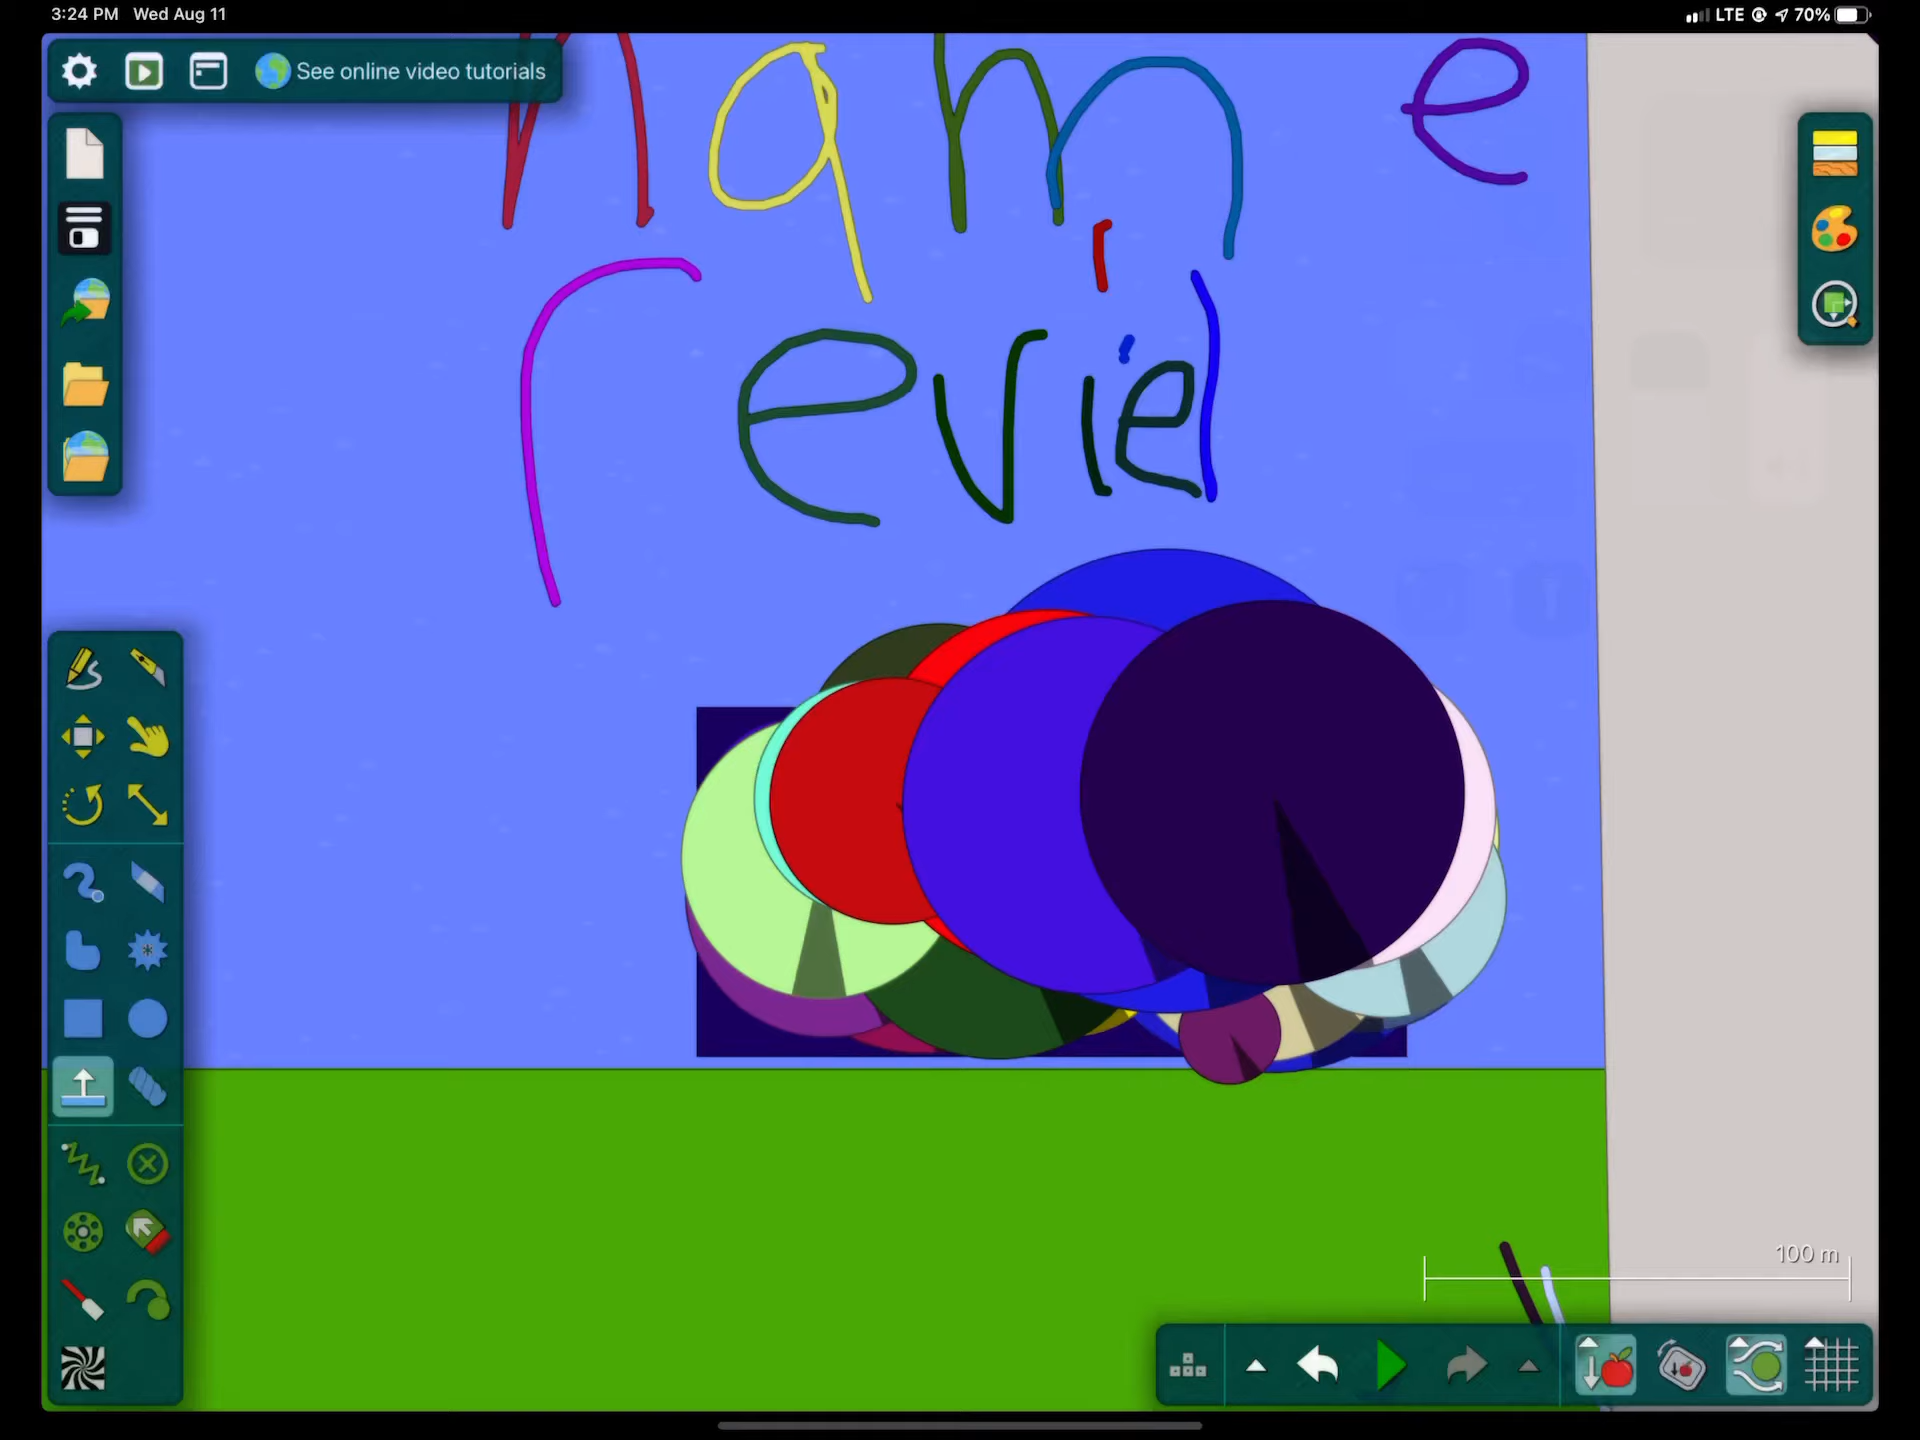 3:24 PM Wed Aug 11 LTE 70%
See online video tutorials
name
reviel
100 m